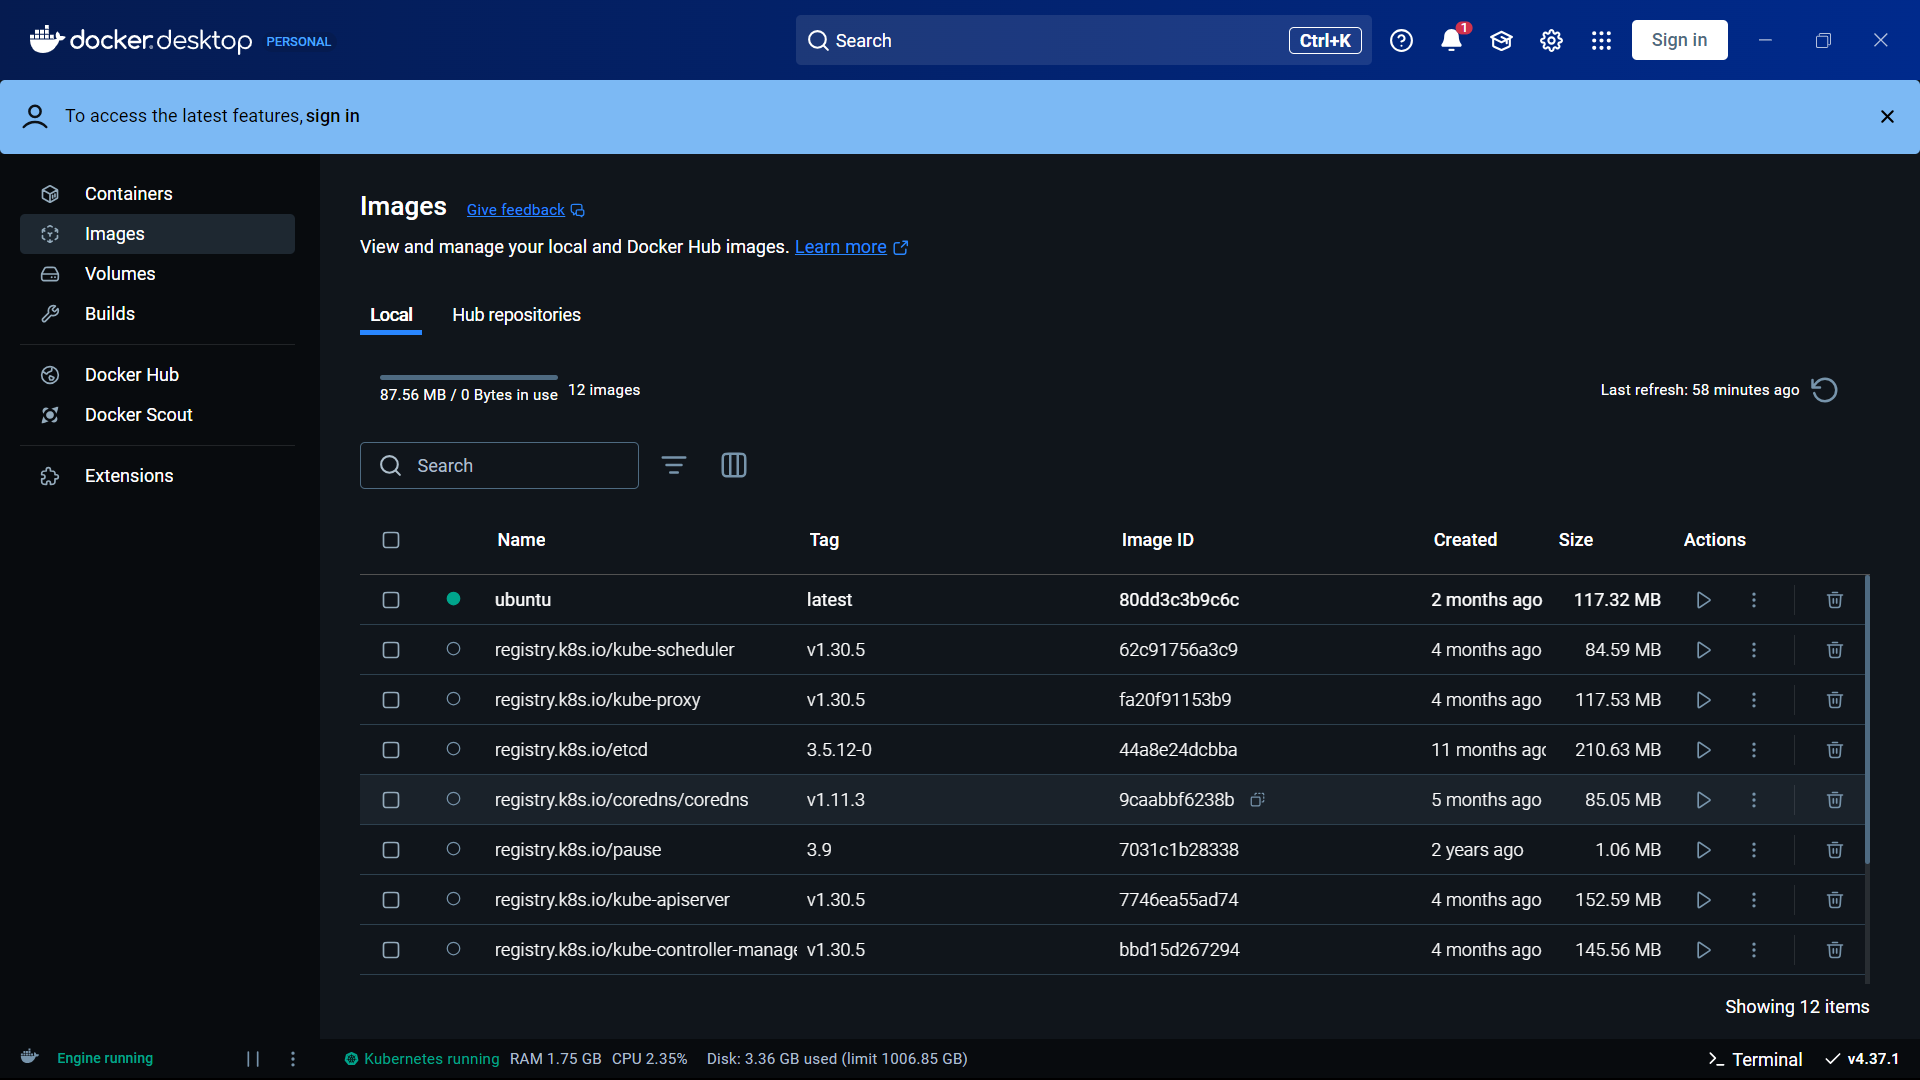 docker.desktop PERSONAL
Search Ctrl+K
1
Sign in
To access the latest features, sign in
Containers
Images
Volumes
Builds
Docker Hub
Docker Scout
Extensions
Images Give feedback
View and manage your local and Docker Hub images. Learn more
Local Hub repositories
87.56 MB / 0 Bytes in use 12 images
Last refresh: 58 minutes ago
Search
Name Tag Image ID Created Size Actions
ubuntu latest 80dd3c3b9c6c 2 months ago 117.32 MB
registry.k8s.io/kube-scheduler v1.30.5 62c91756a3c9 4 months ago 84.59 MB
registry.k8s.io/kube-proxy v1.30.5 fa20f91153b9 4 months ago 117.53 MB
registry.k8s.io/etcd 3.5.12-0 44a8e24dcbba 11 months ago 210.63 MB
registry.k8s.io/coredns/coredns v1.11.3 9caabbf6238b 5 months ago 85.05 MB
registry.k8s.io/pause 3.9 7031c1b28338 2 years ago 1.06 MB
registry.k8s.io/kube-apiserver v1.30.5 7746ea55ad74 4 months ago 152.59 MB
registry.k8s.io/kube-controller-manage v1.30.5 bbd15d267294 4 months ago 145.56 MB
Showing 12 items
Engine running
Kubernetes running RAM 1.75 GB CPU 2.35% Disk: 3.36 GB used (limit 1006.85 GB)
Terminal v4.37.1